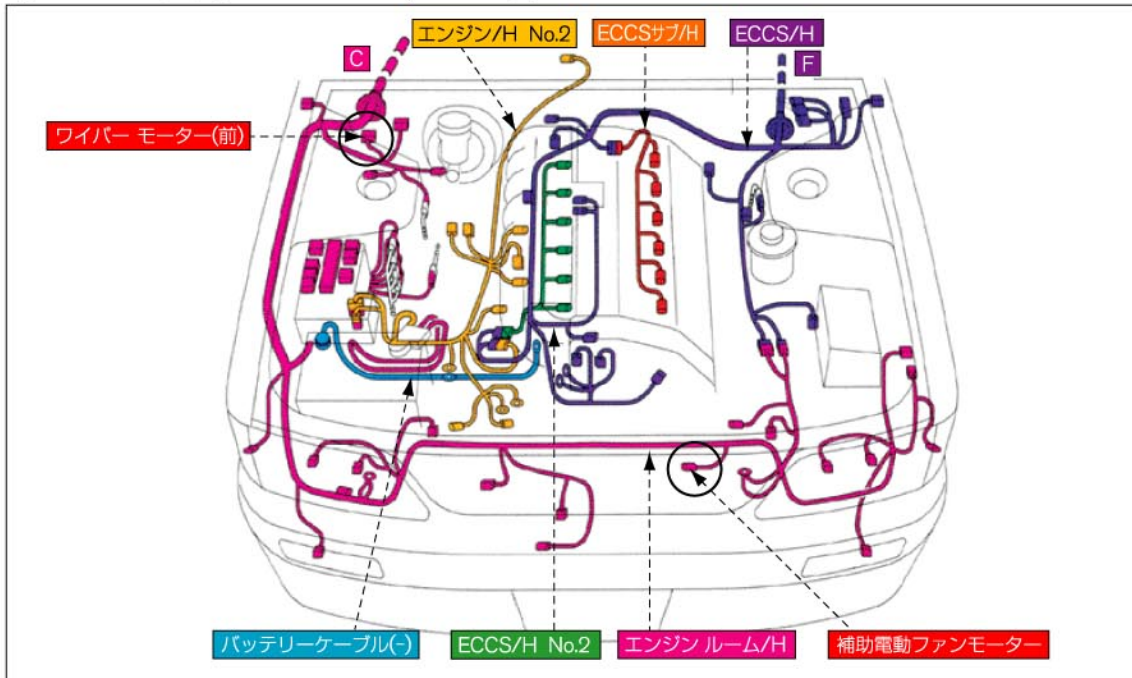 エンジン/H No.2
ECCSサブ/H
ECCS/H
C
F
ワイパー モーター(前)
バッテリーケーブル(-)
ECCS/H No.2
エンジン ルーム/H
補助電動ファンモーター